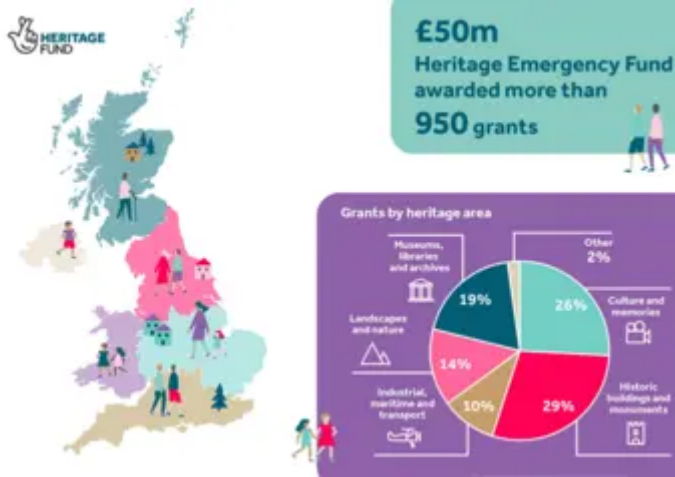 HERITAGE
FUND
£50m
Heritage Emergency Fund
awarded more than
950 grants
Grants by heritage area
Museums,
libraries
and archives
Other
2%
19%
26%
Culture and
memories
Landscapes
and nature
14%
Industrial,
maritime and
transport
10%
29%
Historic
buildings and
monuments